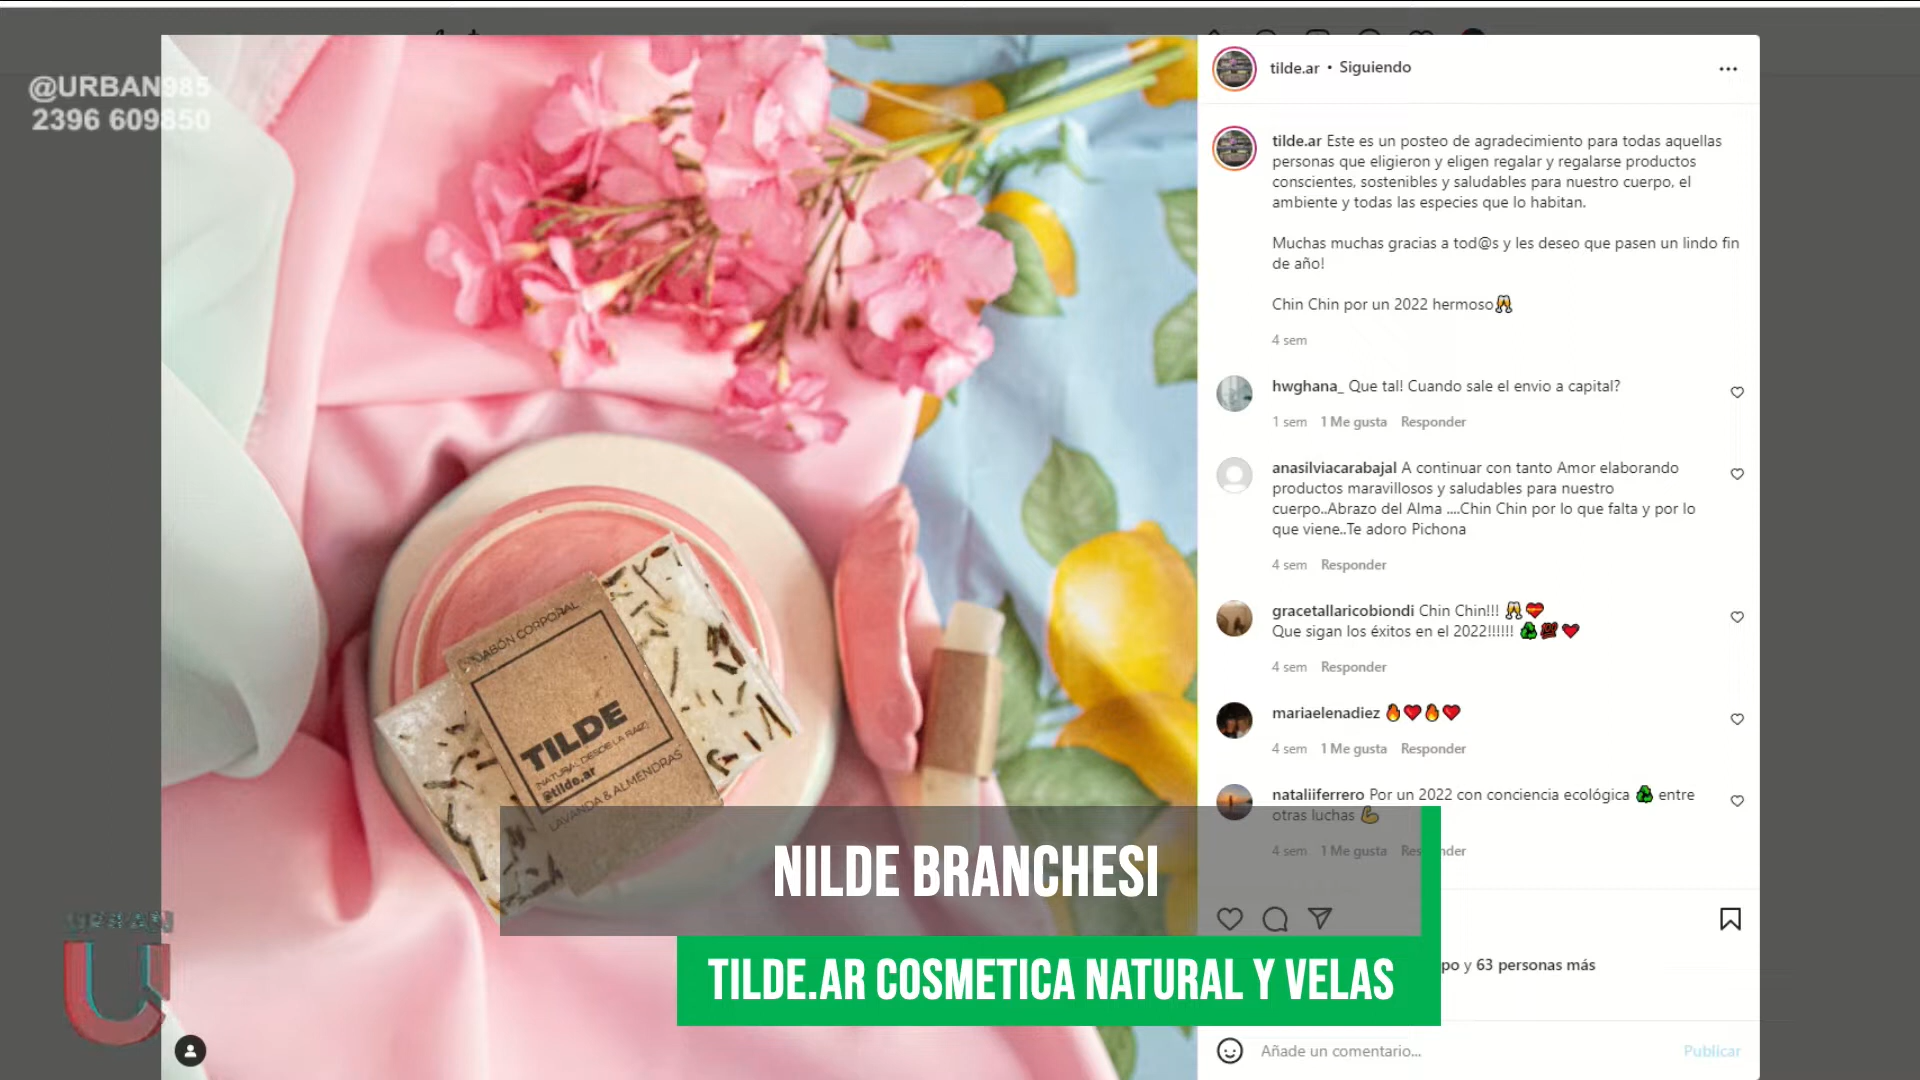 @URBAN985
2396 609850
tilde.ar • Siguiendo
tilde.ar Este es un posteo de agradecimiento para todas aquellas
personas que eligieron y eligen regalar y regalarse productos
conscientes, sostenibles y saludables para nuestro cuerpo, el
ambiente y todas las especies que lo habitan.
Muchas muchas gracias a tod@s y les deseo que pasen un lindo fin
de año!
Chin Chin por un 2022 hermoso🥂
4 sem
hwghana_ Que tal! Cuando sale el envio a capital?
1 sem 1 Me gusta Responder
anasilviacarabajal A continuar con tanto Amor elaborando
productos maravillosos y saludables para nuestro
cuerpo..Abrazo del Alma ....Chin Chin por lo que falta y por lo
que viene..Te adoro Pichona
4 sem Responder
gracetallaricobiondi Chin Chin!!! 🥂❤️
Que sigan los éxitos en el 2022!!!!!! ♻️💯❤️
4 sem Responder
mariaelenadiez 🔥❤️🔥❤️
4 sem 1 Me gusta Responder
nataliiferrero Por un 2022 con conciencia ecológica ♻️ entre
otras luchas 💪
4 sem 1 Me gusta Responder
po y 63 personas más
Añade un comentario...
Publicar
JABÓN CORPORAL
TILDE
NATURAL DESDE LA RAÍZ
@tilde.ar
LAVANDA & ALMENDRAS
NILDE BRANCHESI
TILDE.AR COSMETICA NATURAL Y VELAS
URBAN
U